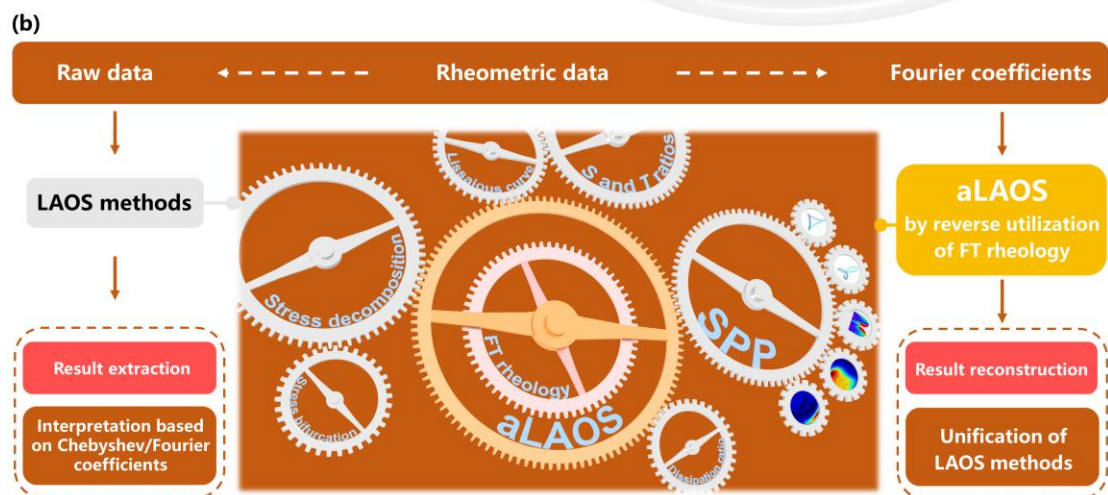 (b)
Raw data
Rheometric data
Fourier coefficients
LAOS methods
Result extraction
Interpretation based
on Chebyshev/Fourier
coefficients
Lissajous curve
S and T ratios
Stress decomposition
Stress bifurcation
FT rheology
aLAOS
SPP
Dissipation ratio
aLAOS
by reverse utilization
of FT rheology
Result reconstruction
Unification of
LAOS methods